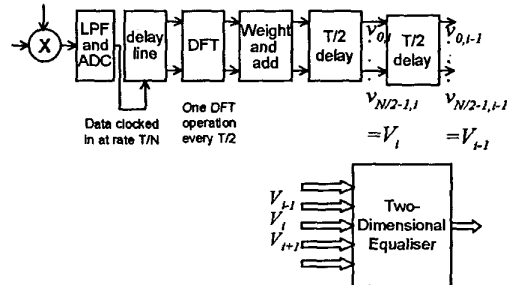 X
LPF and ADC
delay line
DFT
Weight and add
T/2 delay
v0,i
T/2 delay
v0,i-1
Data clocked in at rate T/N
One DFT operation every T/2
vN/2-1,i
vN/2-1,i-1
=Vi
=Vi-1
Vi-1
Vi
Vi+1
Two-Dimensional Equaliser